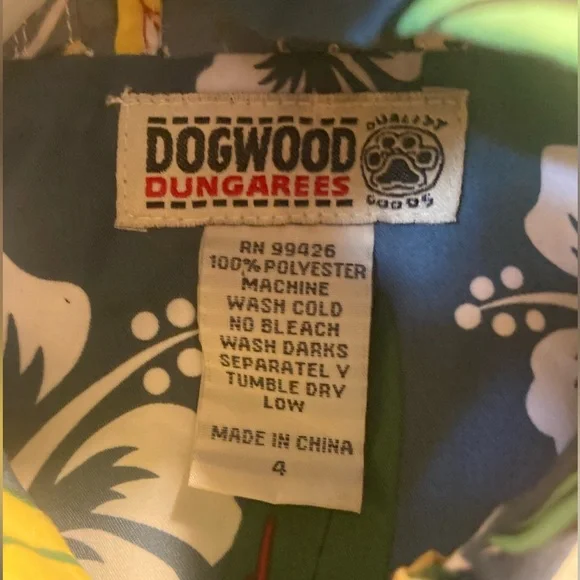 DOGWOOD
DUNGAREES
QUALITY
GOODS
RN 99426
100% POLYESTER
MACHINE
WASH COLD
NO BLEACH
WASH DARKS
SEPARATEL Y
TUMBLE DRY
LOW
MADE IN CHINA
4